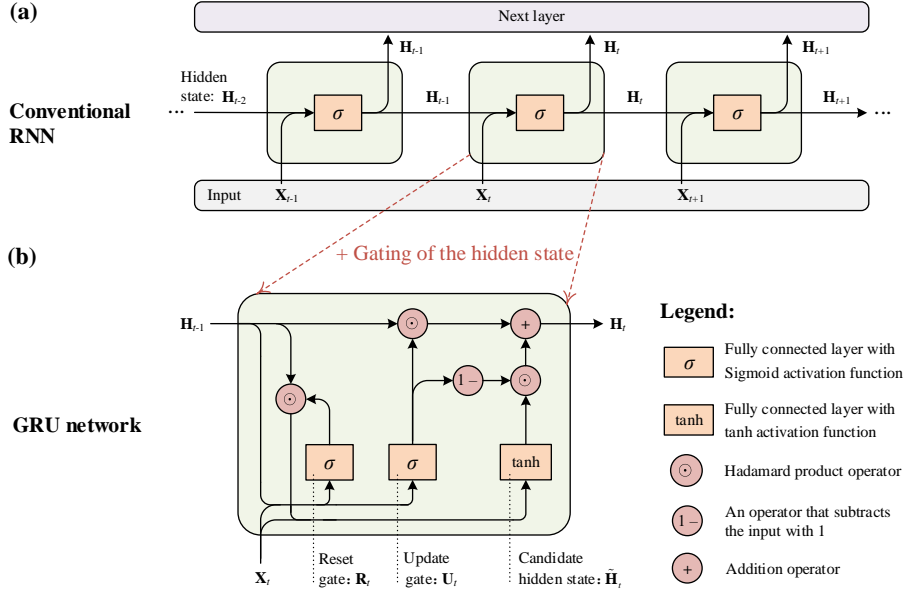 (a)
Next layer
H_{t-1}
H_t
H_{t+1}
Hidden
state: H_{t-2}
H_{t-1}
H_t
H_{t+1}
...
σ
σ
σ
...
Conventional
RNN
Input
X_{t-1}
X_t
X_{t+1}
(b)
+ Gating of the hidden state
H_{t-1}
⊙
+
H_t
1 –
⊙
⊙
σ
σ
tanh
GRU network
X_t
Reset
gate: R_t
Update
gate: U_t
Candidate
hidden state: H̃_t
Legend:
σ
Fully connected layer with
Sigmoid activation function
tanh
Fully connected layer with
tanh activation function
⊙
Hadamard product operator
1 –
An operator that subtracts
the input with 1
+
Addition operator